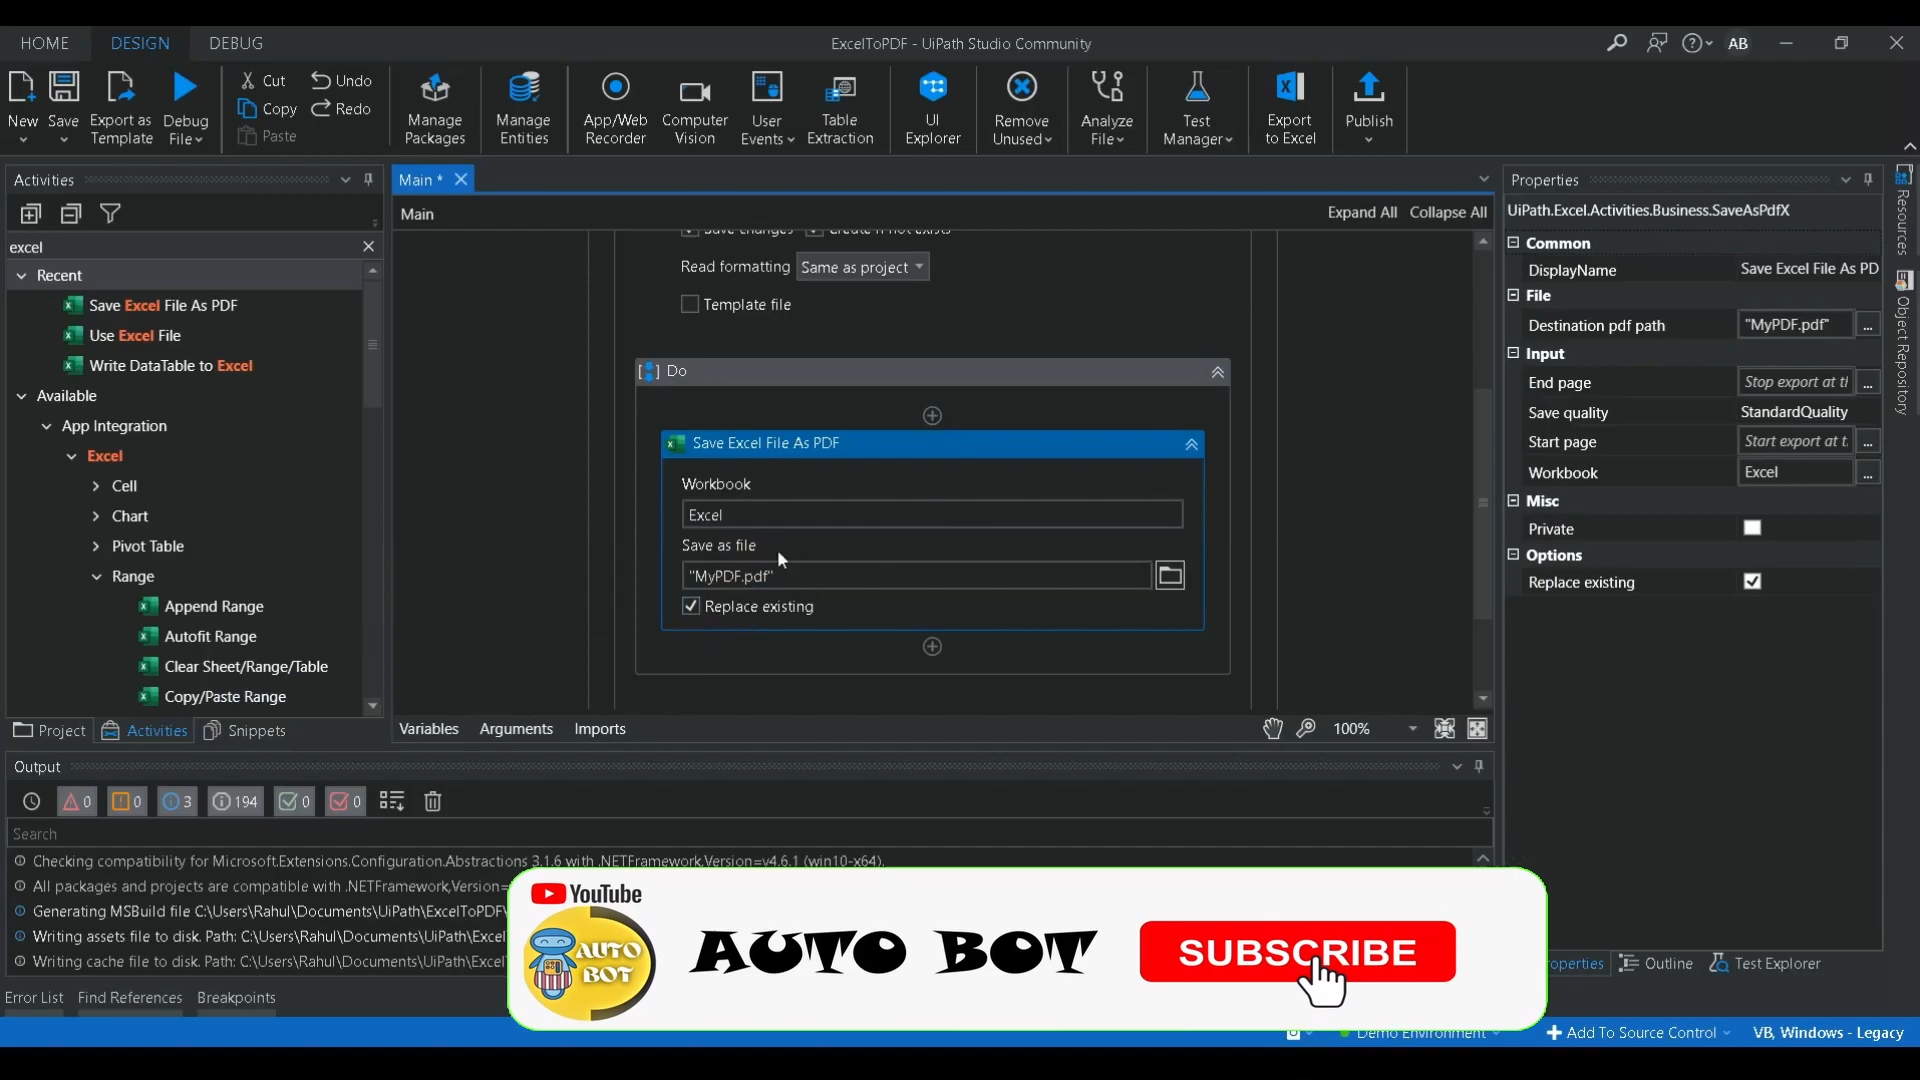 HOME DESIGN DEBUG ExcelToPDF - UiPath Studio Community AB
New Save Export as Template Debug File Cut Copy Paste Undo Redo Manage Packages Manage Entities App/Web Recorder Computer Vision User Events Table Extraction UI Explorer Remove Unused Analyze File Test Manager Export to Excel Publish
Activities
excel
Recent
Save Excel File As PDF
Use Excel File
Write DataTable to Excel
Available
App Integration
Excel
Cell
Chart
Pivot Table
Range
Append Range
Autofit Range
Clear Sheet/Range/Table
Copy/Paste Range
Project Activities Snippets
Main *
Main Expand All Collapse All
Save changes Create if not exists
Read formatting Same as project
Template file
Do
Save Excel File As PDF
Workbook
Excel
Save as file
"MyPDF.pdf"
Replace existing
Variables Arguments Imports 100%
Properties
UiPath.Excel.Activities.Business.SaveAsPdfX
Common
DisplayName Save Excel File As PD
File
Destination pdf path "MyPDF.pdf" ...
Input
End page Stop export at tl ...
Save quality StandardQuality
Start page Start export at t. ...
Workbook Excel ...
Misc
Private
Options
Replace existing
Resources
Object Repository
Output
0 0 3 194 0 0
Search
Checking compatibility for Microsoft.Extensions.Configuration.Abstractions 3.1.6 with .NETFramework,Version=v4.6.1 (win10-x64).
All packages and projects are compatible with .NETFramework,Version=
Generating MSBuild file C:\Users\Rahul\Documents\UiPath\ExcelToPDF\
Writing assets file to disk. Path: C:\Users\Rahul\Documents\UiPath\Excel
Writing cache file to disk. Path: C:\Users\Rahul\Documents\UiPath\ExcelT
Error List Find References Breakpoints
YouTube
AUTO BOT
AUTO BOT
SUBSCRIBE
operties Outline Test Explorer
Demo Environment Add To Source Control VB, Windows - Legacy